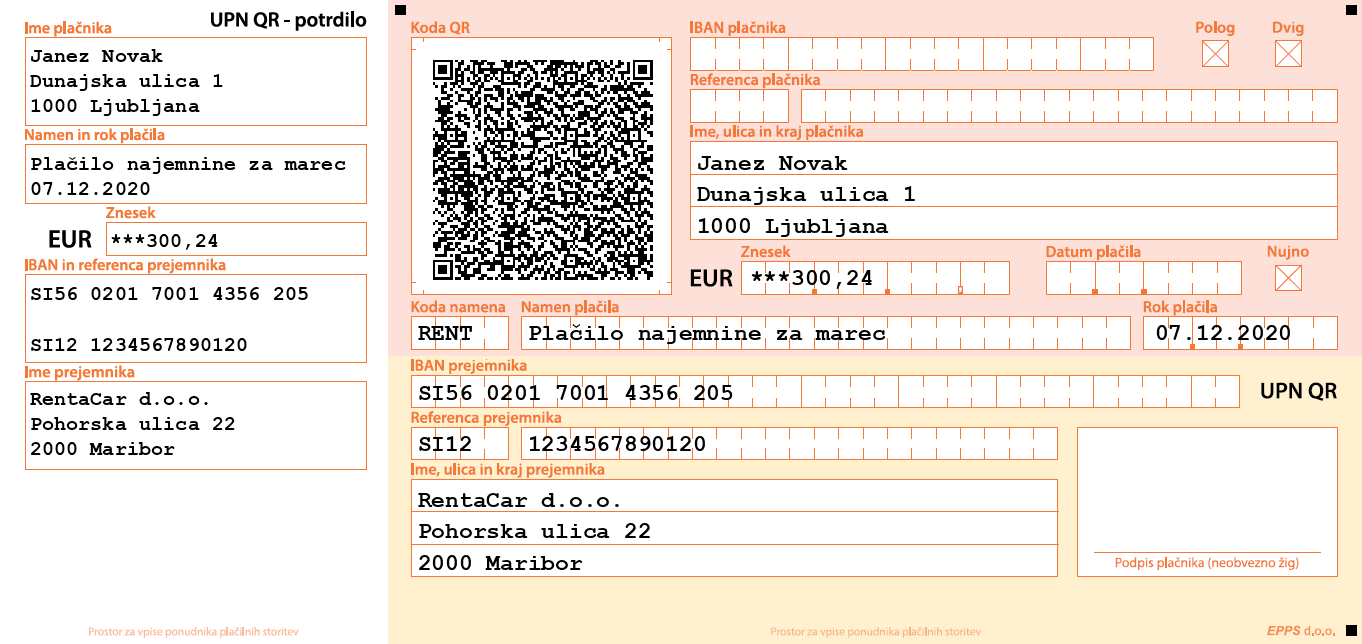 UPN QR - potrdilo
Ime plačnika
Janez Novak
Dunajska ulica 1
1000 Ljubljana
Namen in rok plačila
Plačilo najemnine za marec
07.12.2020
Znesek
EUR ***300,24
IBAN in referenca prejemnika
SI56 0201 7001 4356 205
SI12 1234567890120
Ime prejemnika
RentaCar d.o.o.
Pohorska ulica 22
2000 Maribor
Prostor za vpise ponudnika plačilnih storitev
Koda QR
IBAN plačnika
Polog
Dvig
Referenca plačnika
Ime, ulica in kraj plačnika
Janez Novak
Dunajska ulica 1
1000 Ljubljana
Znesek
Datum plačila
Nujno
EUR ***300,24
Koda namena
Namen plačila
Rok plačila
RENT
Plačilo najemnine za marec
07.12.2020
IBAN prejemnika
SI56 0201 7001 4356 205
UPN QR
Referenca prejemnika
SI12 1234567890120
Ime, ulica in kraj prejemnika
RentaCar d.o.o.
Pohorska ulica 22
2000 Maribor
Podpis plačnika (neobvezno žig)
Prostor za vpise ponudnika plačilnih storitev
EPPS d.o.o.